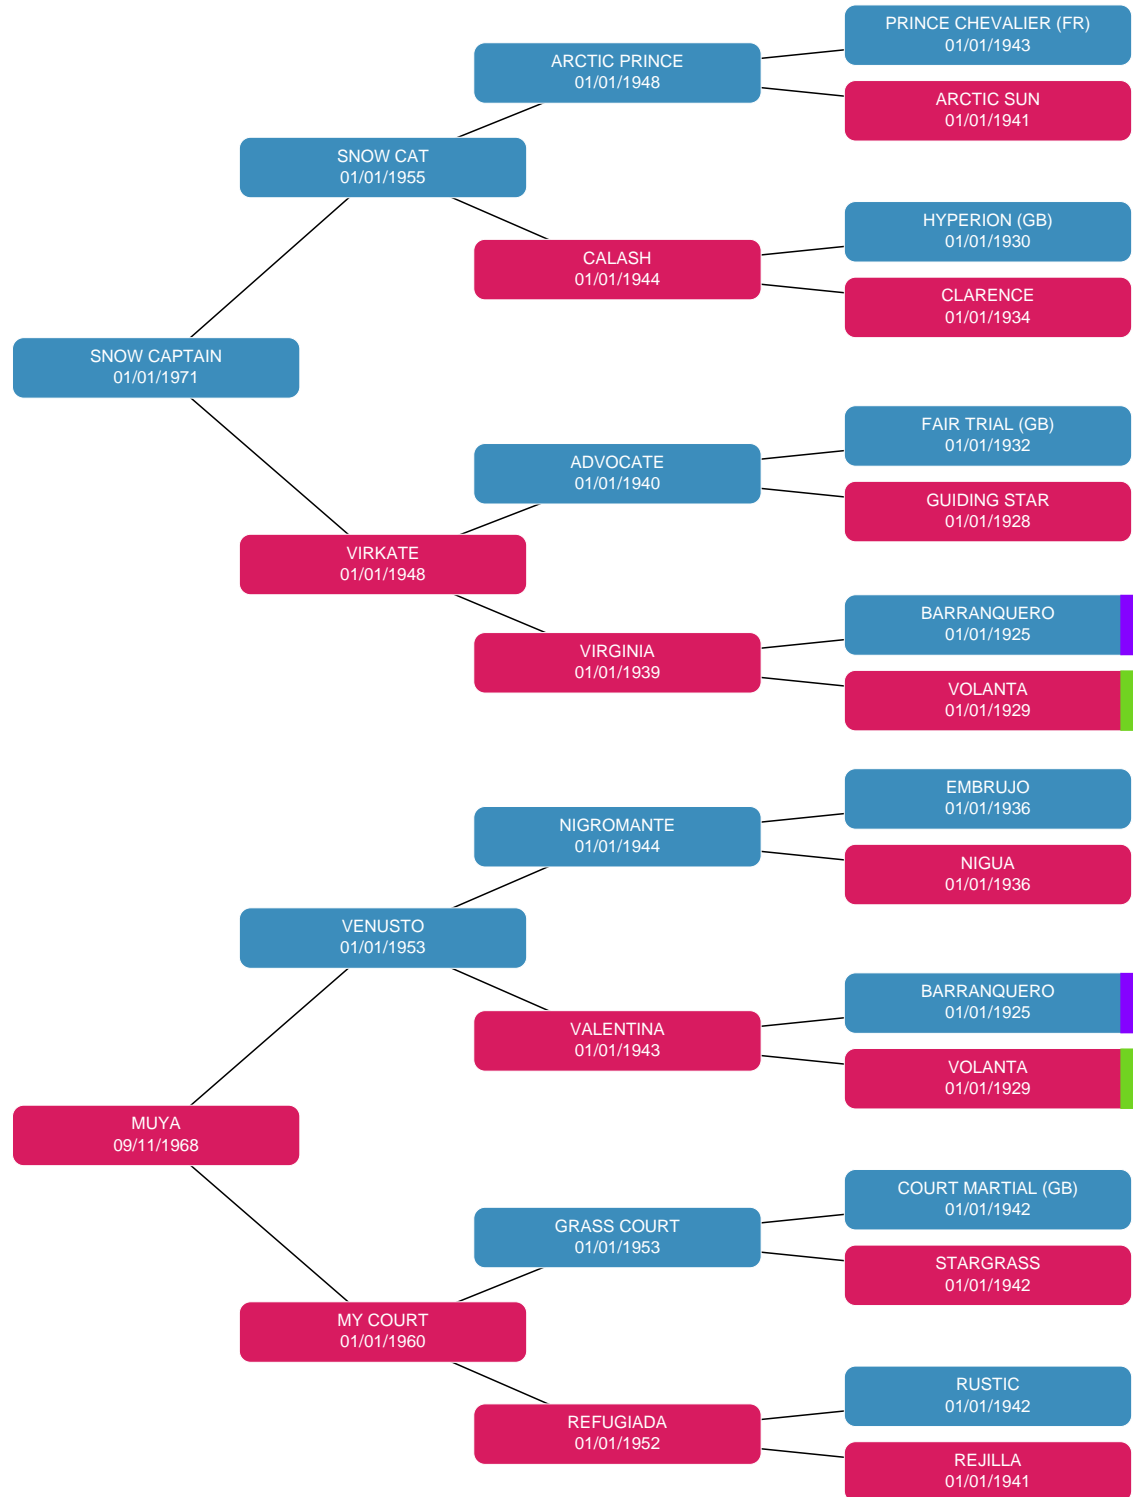 PRINCE CHEVALIER (FR)
01/01/1943
ARCTIC PRINCE
01/01/1948
ARCTIC SUN
01/01/1941
SNOW CAT
01/01/1955
HYPERION (GB)
01/01/1930
CALASH
01/01/1944
CLARENCE
01/01/1934
SNOW CAPTAIN
01/01/1971
FAIR TRIAL (GB)
01/01/1932
ADVOCATE
01/01/1940
GUIDING STAR
01/01/1928
VIRKATE
01/01/1948
BARRANQUERO
01/01/1925
VIRGINIA
01/01/1939
VOLANTA
01/01/1929
EMBRUJO
01/01/1936
NIGROMANTE
01/01/1944
NIGUA
01/01/1936
VENUSTO
01/01/1953
BARRANQUERO
01/01/1925
VALENTINA
01/01/1943
VOLANTA
01/01/1929
MUYA
09/11/1968
COURT MARTIAL (GB)
01/01/1942
GRASS COURT
01/01/1953
STARGRASS
01/01/1942
MY COURT
01/01/1960
RUSTIC
01/01/1942
REFUGIADA
01/01/1952
REJILLA
01/01/1941